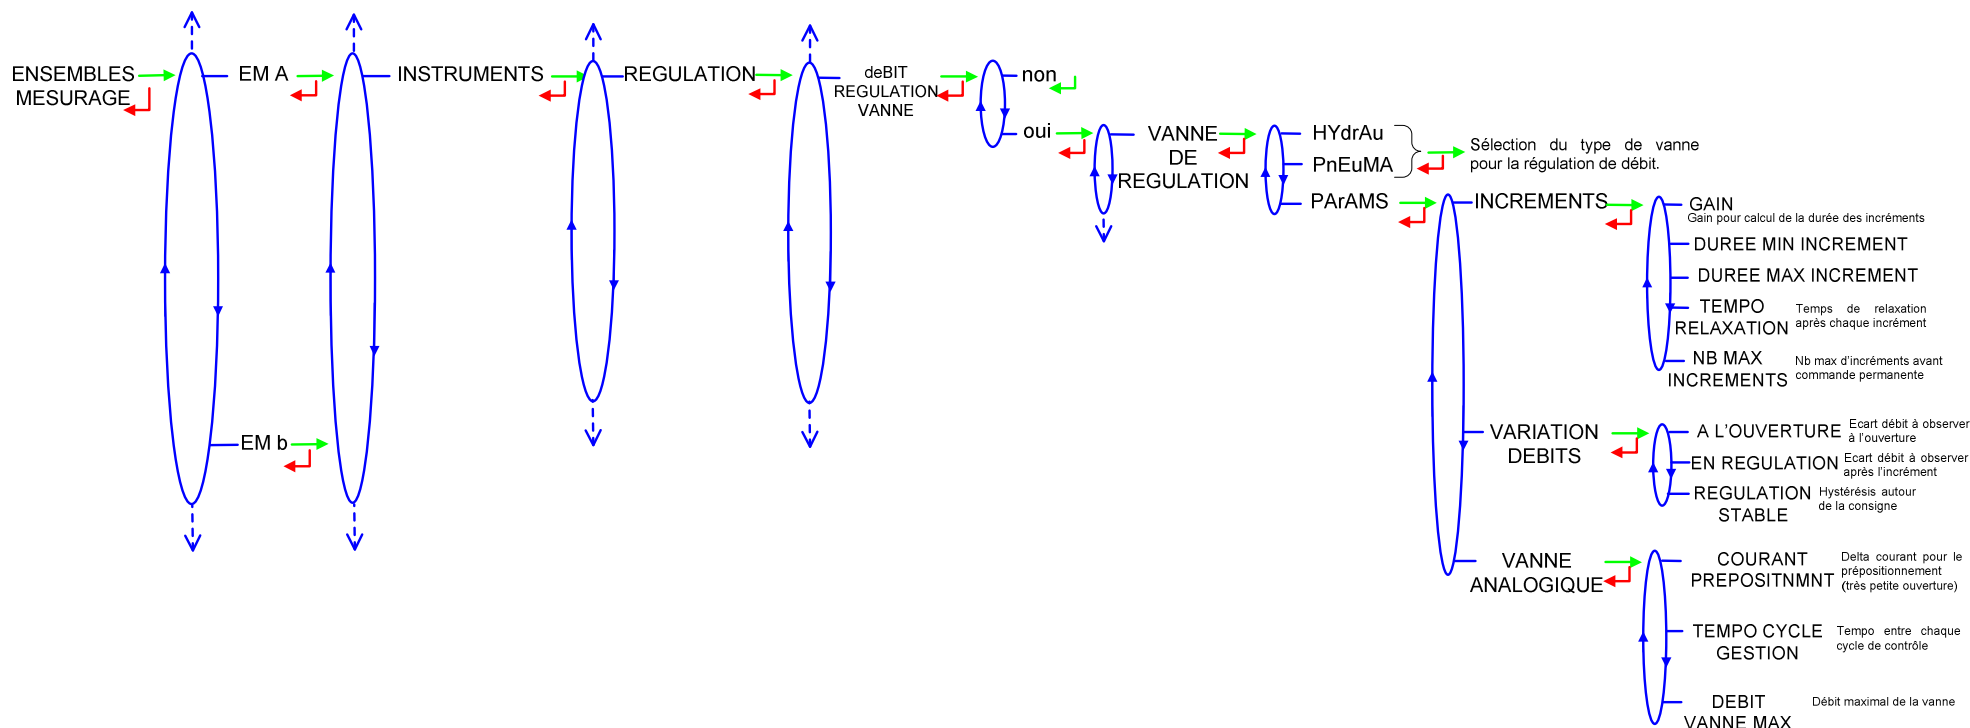 ENSEMBLES
MESURAGE
EM A
EM b
INSTRUMENTS
REGULATION
deBIT
REGULATION
VANNE
non
oui
VANNE
DE
REGULATION
HYdrAu
PnEuMA
PArAMS
Sélection du type de vanne
pour la régulation de débit.
INCREMENTS
GAIN
Gain pour calcul de la durée des incréments
DUREE MIN INCREMENT
DUREE MAX INCREMENT
TEMPO
RELAXATION
Temps de relaxation
après chaque incrément
NB MAX
INCREMENTS
Nb max d'incréments avant
commande permanente
VARIATION
DEBITS
A L'OUVERTURE
Ecart débit à observer
à l'ouverture
EN REGULATION
Ecart débit à observer
après l'incrément
REGULATION
STABLE
Hystérésis autour
de la consigne
VANNE
ANALOGIQUE
COURANT
PREPOSITNMNT
Delta courant pour le
prépositionnement
(très petite ouverture)
TEMPO CYCLE
GESTION
Tempo entre chaque
cycle de contrôle
DEBIT
VANNE MAX
Débit maximal de la vanne